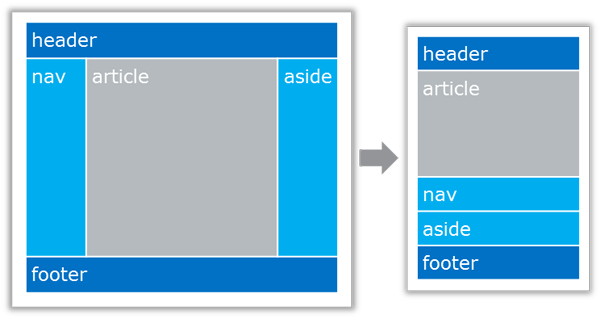 header
nav
article
aside
footer
header
article
nav
aside
footer